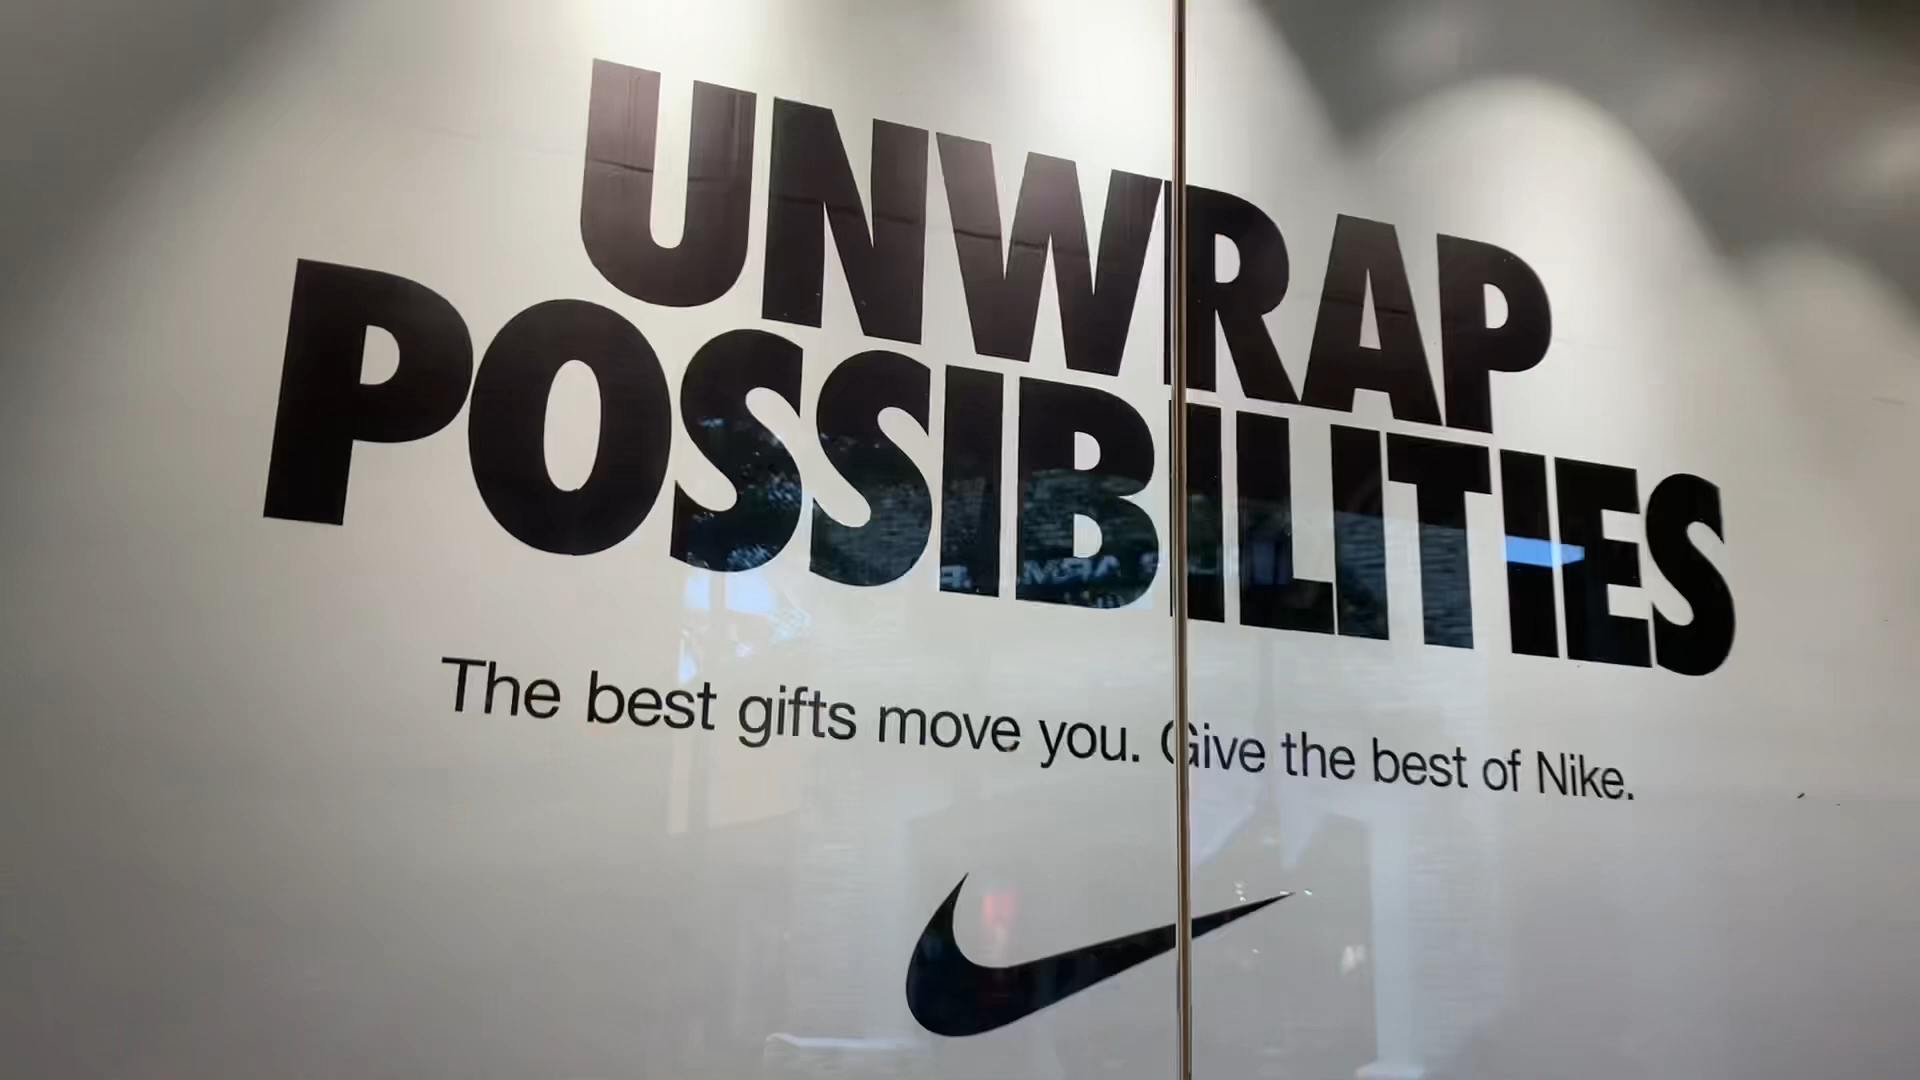 UNWRAP
POSSIBILITIES
The best gifts move you. Give the best of Nike.